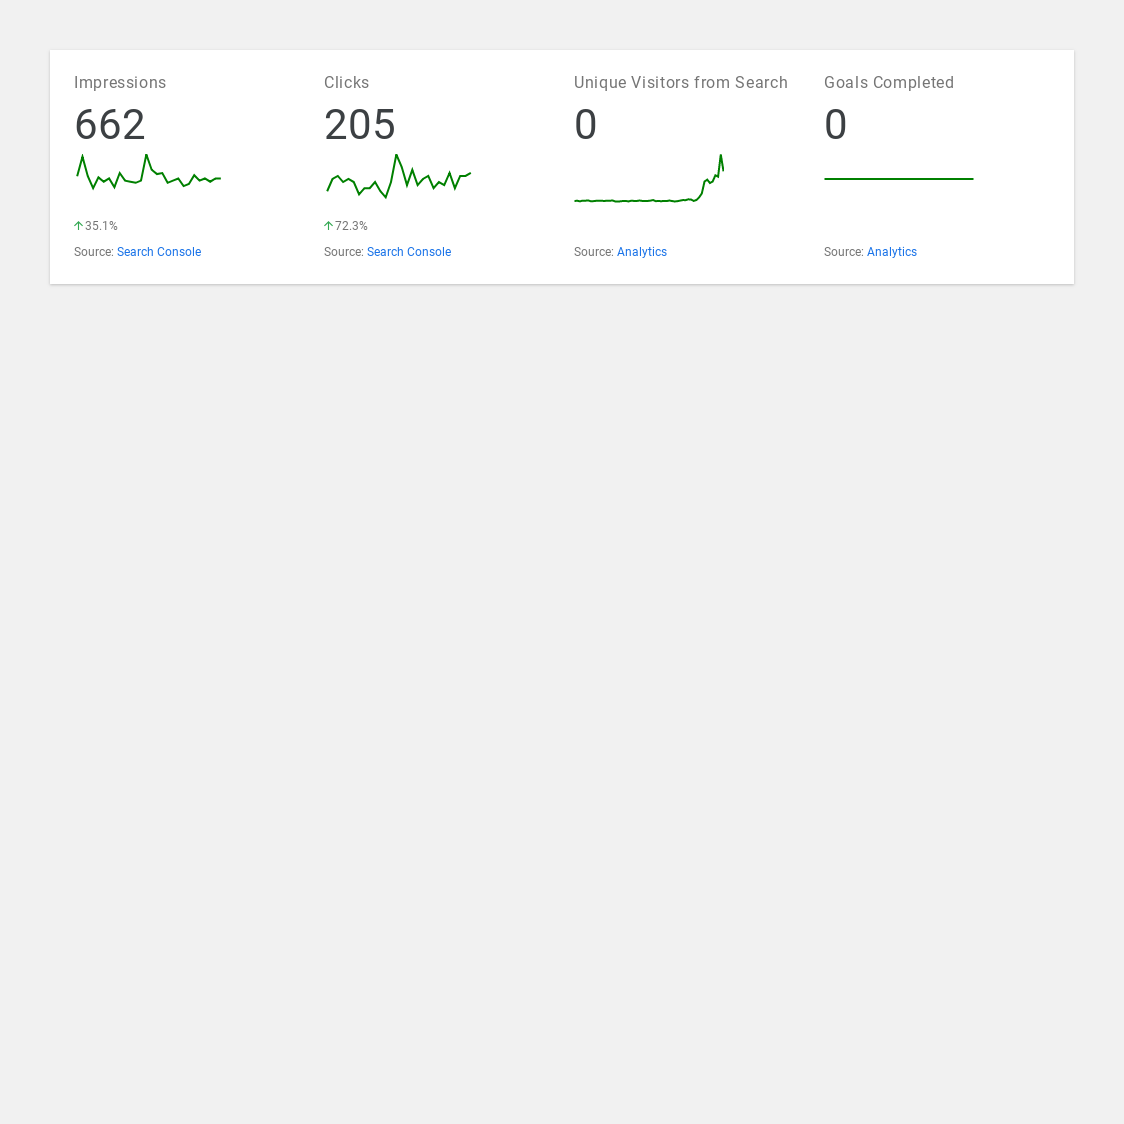 Impressions
662
↑ 35.1%
Source: Search Console
Clicks
205
↑ 72.3%
Source: Search Console
Unique Visitors from Search
0
Source: Analytics
Goals Completed
0
Source: Analytics